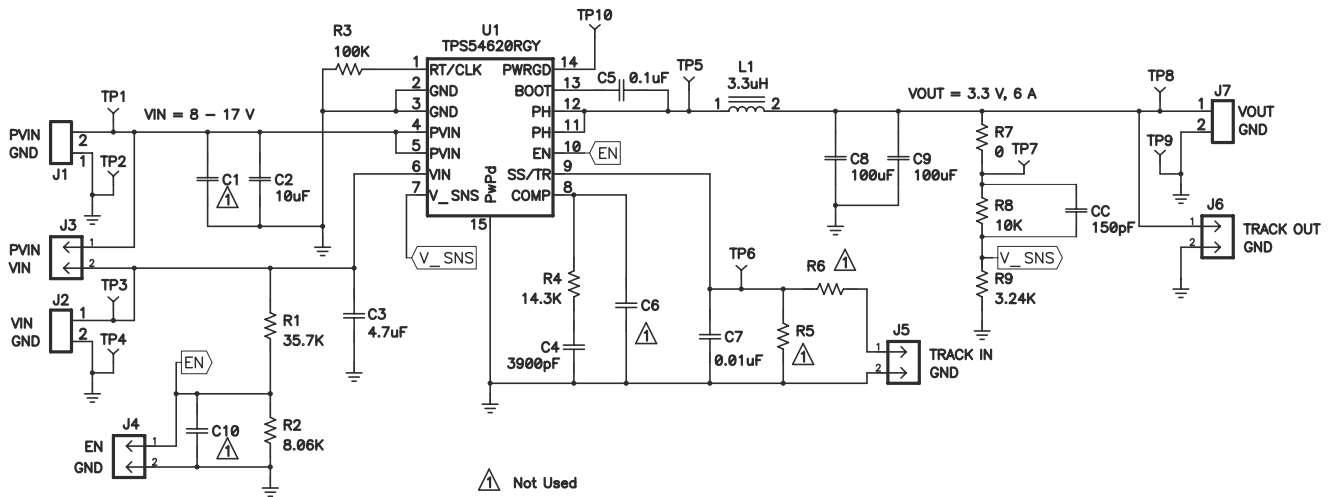 TP10
U1
TPS54620RGY
R3
100K
1 RT/CLK PWRGD 14
2 GND BOOT 13
3 GND PH 12
4 PVIN PH 11
5 PVIN EN 10
6 VIN SS/TR 9
7 V_SNS COMP 8
PwPd
15
EN
C5 0.1uF
TP5
L1
3.3uH
1 2
VOUT = 3.3 V, 6 A
TP8
J7
1 VOUT
2 GND
TP9
TP1
VIN = 8 – 17 V
PVIN 2
GND 1
J1
TP2
C1
1
C2
10uF
C8
100uF
C9
100uF
R7
0
TP7
R8
10K
CC
150pF
V_SNS
R9
3.24K
J6
1 TRACK OUT
2 GND
J3
PVIN 1
VIN 2
V_SNS
J2
VIN 1
GND 2
TP3
TP4
R1
35.7K
C3
4.7uF
R4
14.3K
C4
3900pF
C6
1
TP6
R6 1
C7
0.01uF
R5
1
J5
1 TRACK IN
2 GND
EN
J4
EN 1
GND 2
C10
1
R2
8.06K
1 Not Used